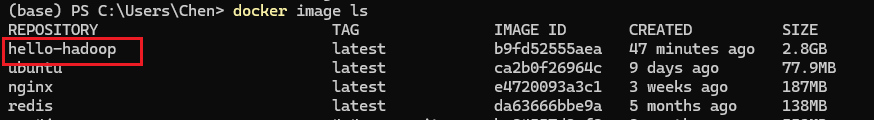 (base) PS C:\Users\Chen> docker image ls
REPOSITORY TAG IMAGE ID CREATED SIZE
hello-hadoop latest b9fd52555aea 47 minutes ago 2.8GB
ubuntu latest ca2b0f26964c 9 days ago 77.9MB
nginx latest e4720093a3c1 3 weeks ago 187MB
redis latest da63666bbe9a 5 months ago 138MB